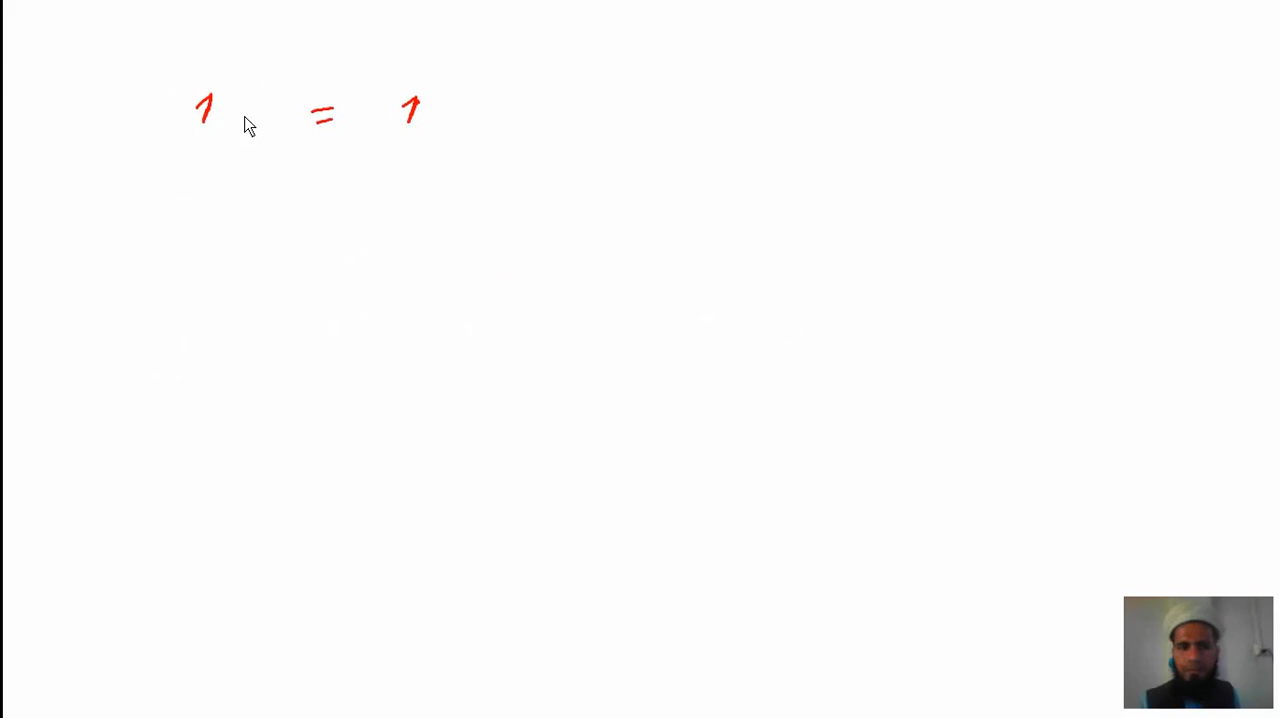 1 = 1